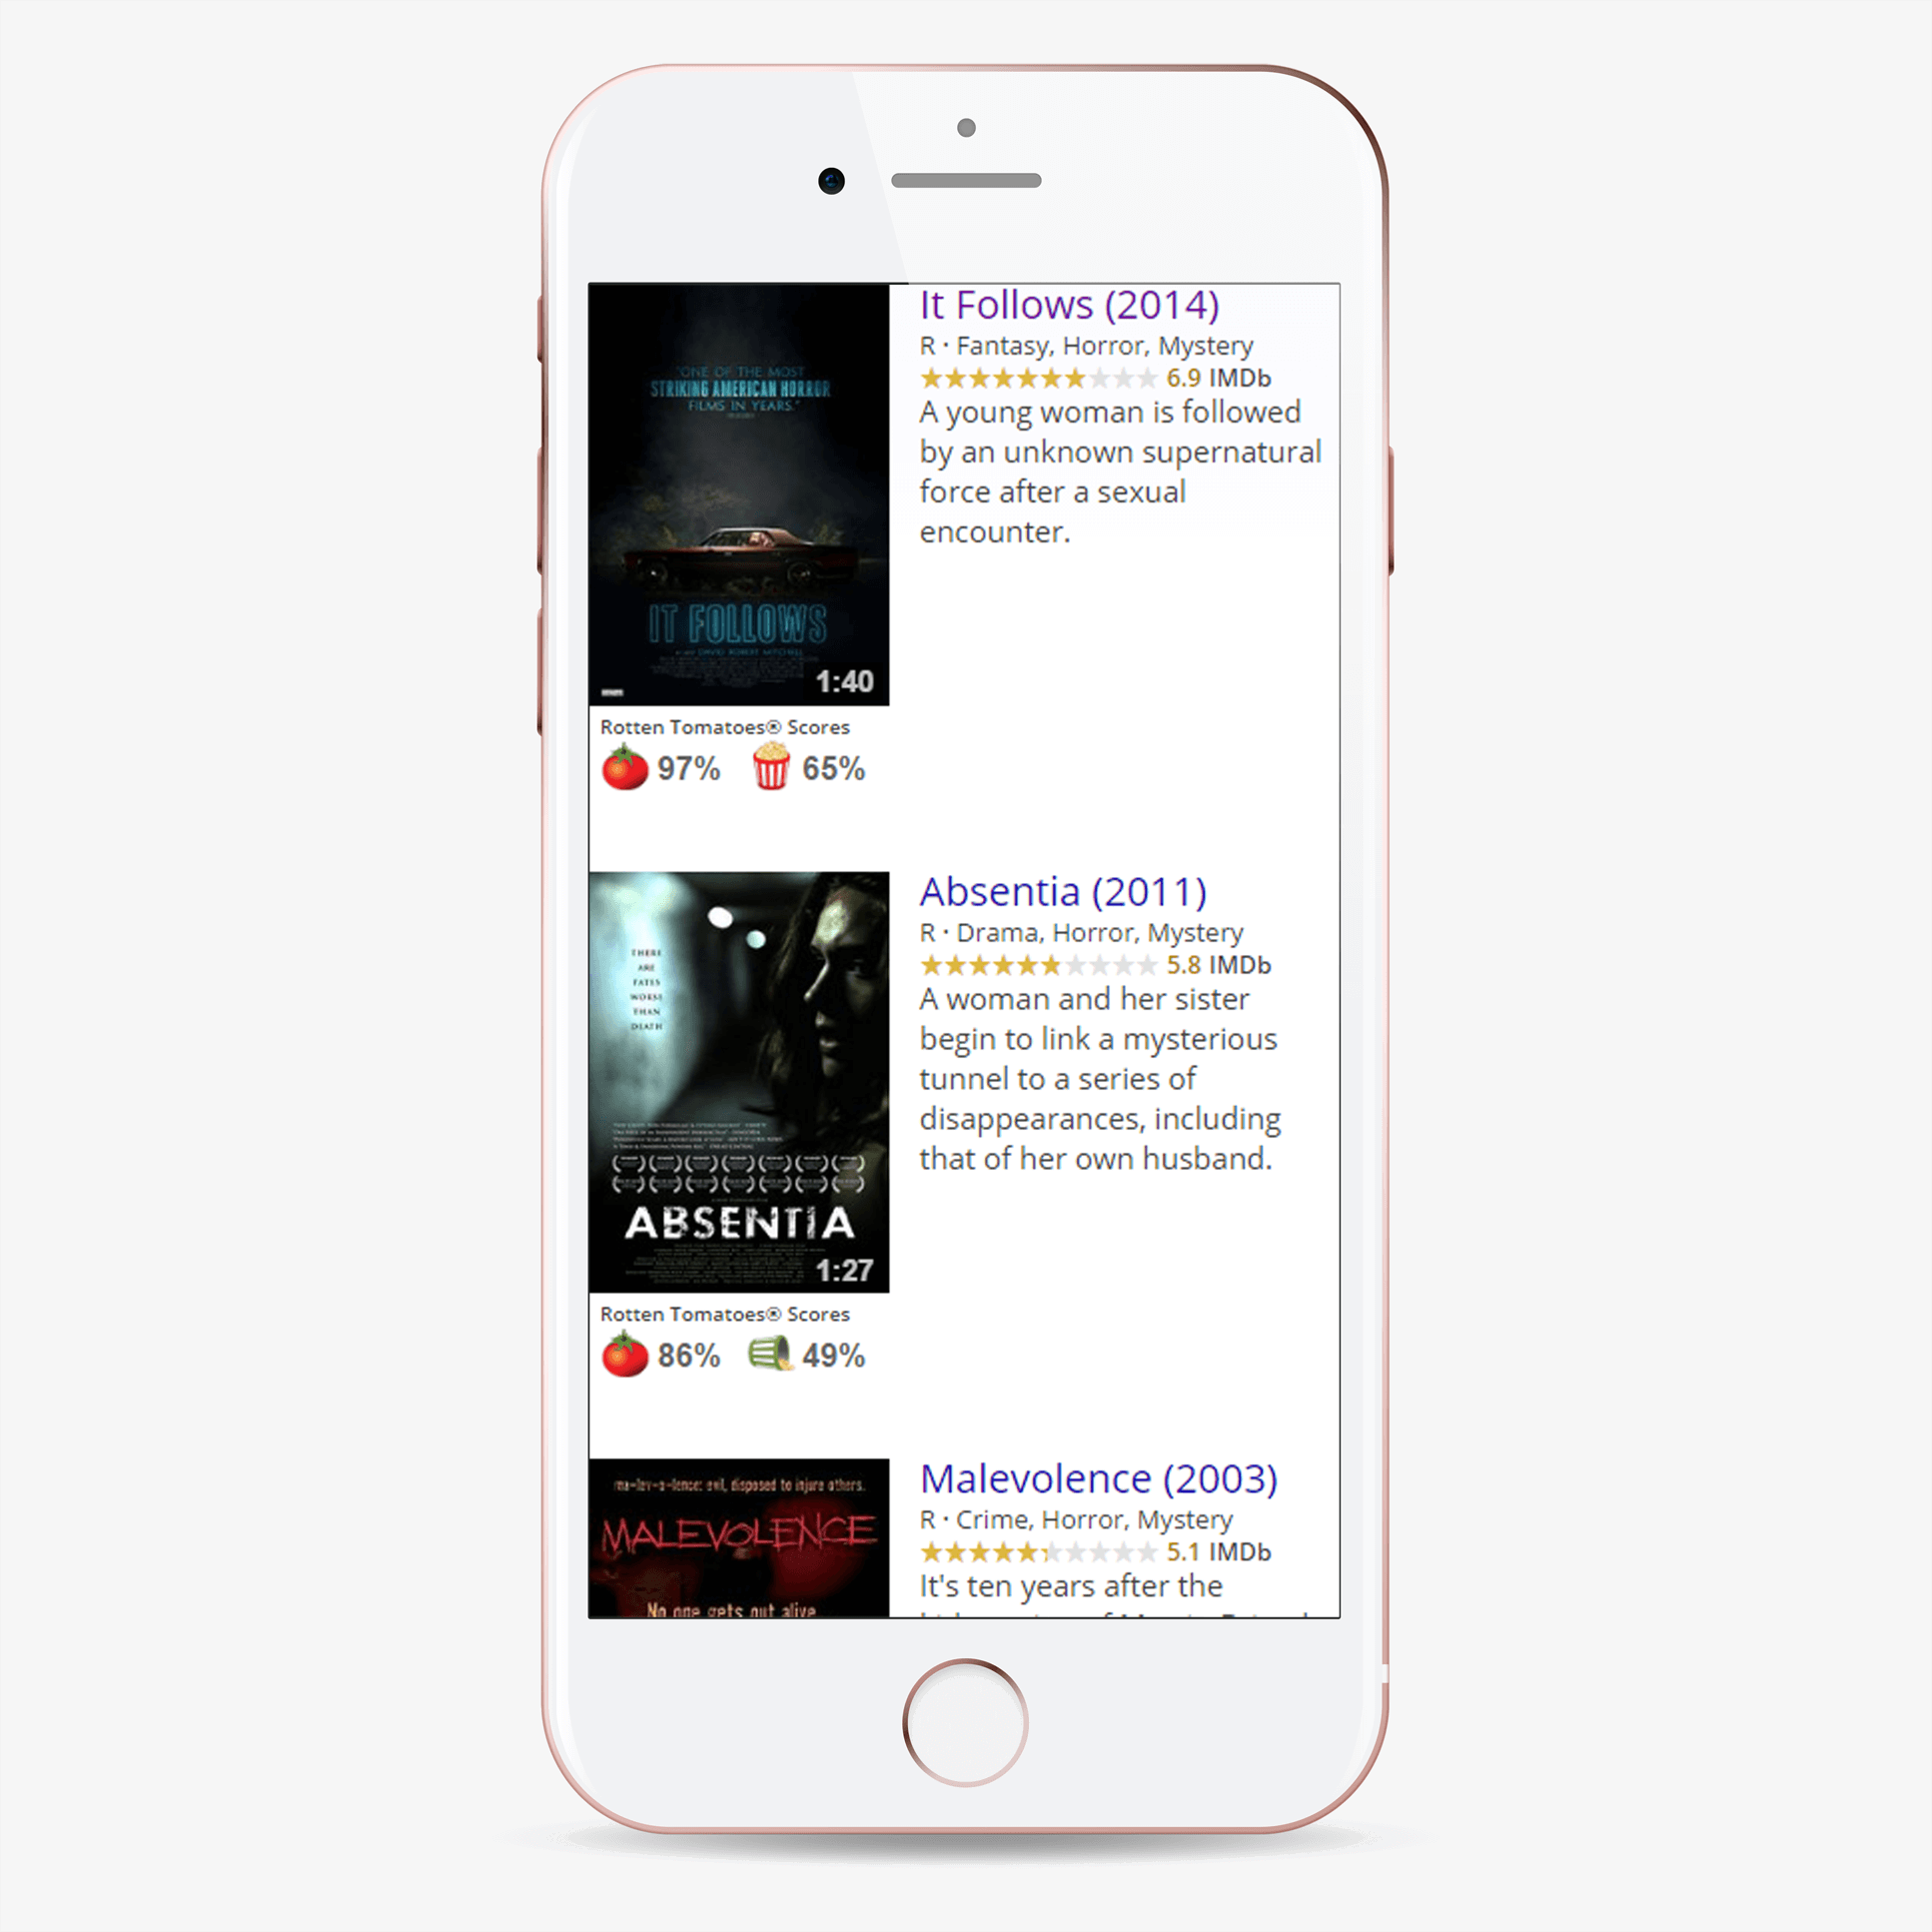 "ONE OF THE MOST
STRIKING AMERICAN HORROR
FILMS IN YEARS."
IT FOLLOWS
DAVID ROBERT MITCHELL
1:40
Rotten Tomatoes® Scores
97% 65%
It Follows (2014)
R · Fantasy, Horror, Mystery
6.9 IMDb
A young woman is followed
by an unknown supernatural
force after a sexual
encounter.
THERE
ARE
FATES
WORSE
THAN
DEATH
ABSENTIA
1:27
Rotten Tomatoes® Scores
86% 49%
Absentia (2011)
R · Drama, Horror, Mystery
5.8 IMDb
A woman and her sister
begin to link a mysterious
tunnel to a series of
disappearances, including
that of her own husband.
ma-lev-o-lence: evil, disposed to injure others.
MALEVOLENCE
No one gets out alive
Malevolence (2003)
R · Crime, Horror, Mystery
5.1 IMDb
It's ten years after the